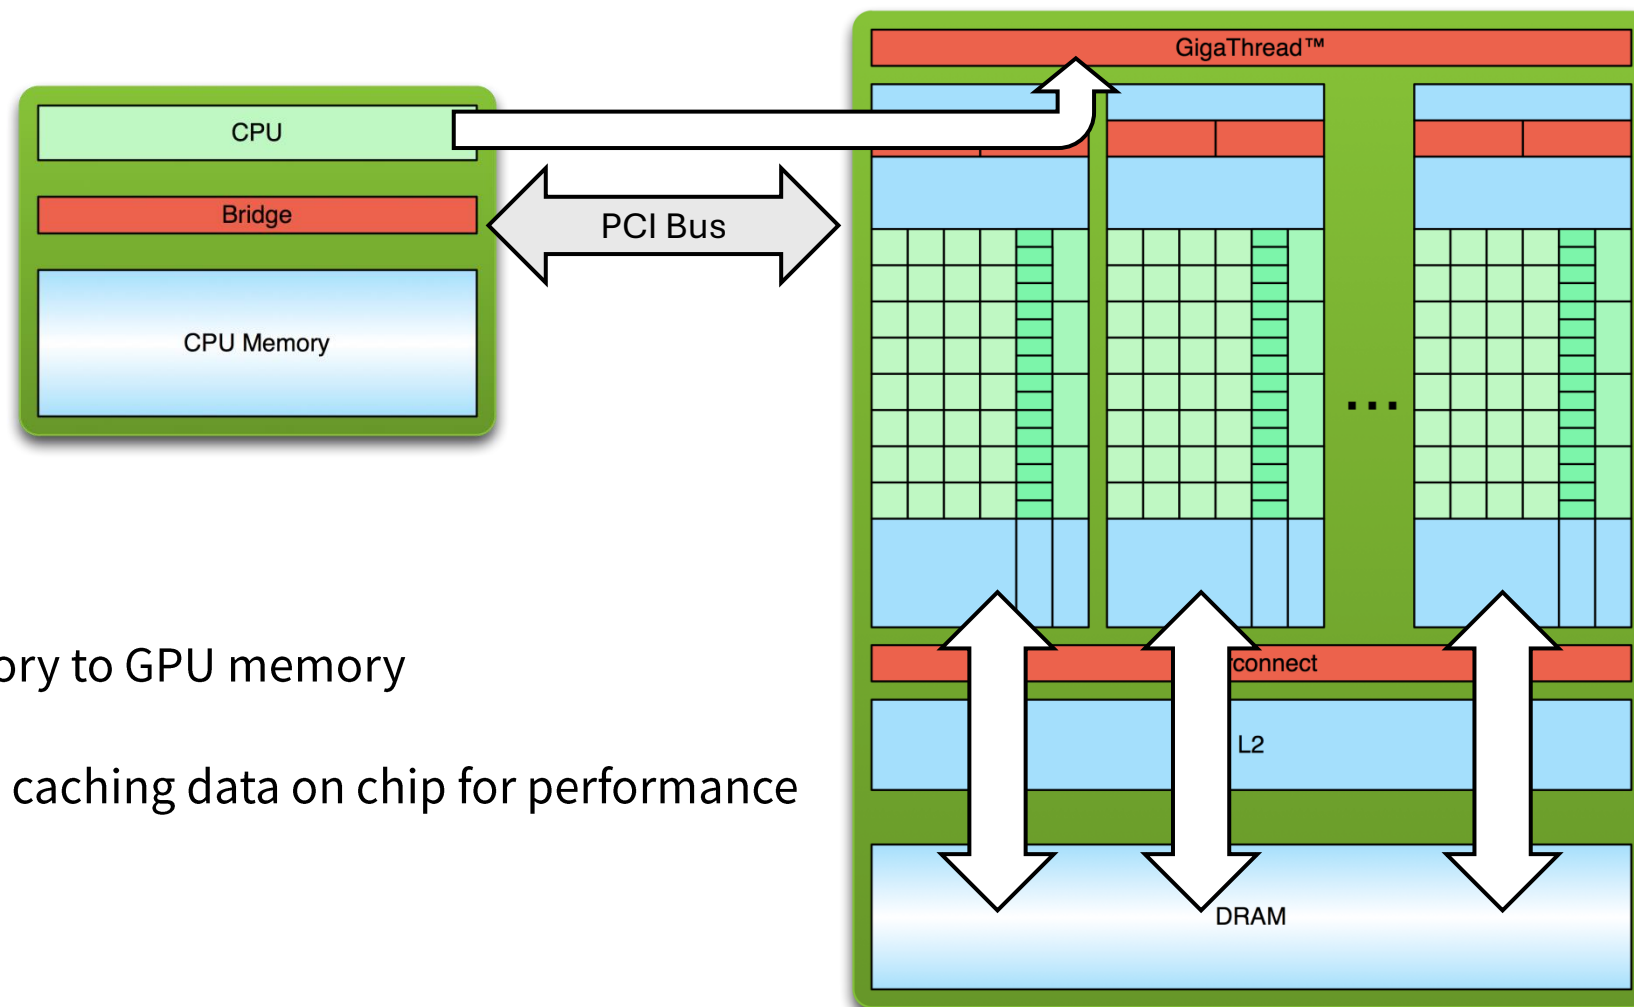 GigaThread™
CPU
Bridge
PCI Bus
CPU Memory
...
ory to GPU memory
connect
L2
caching data on chip for performance
DRAM